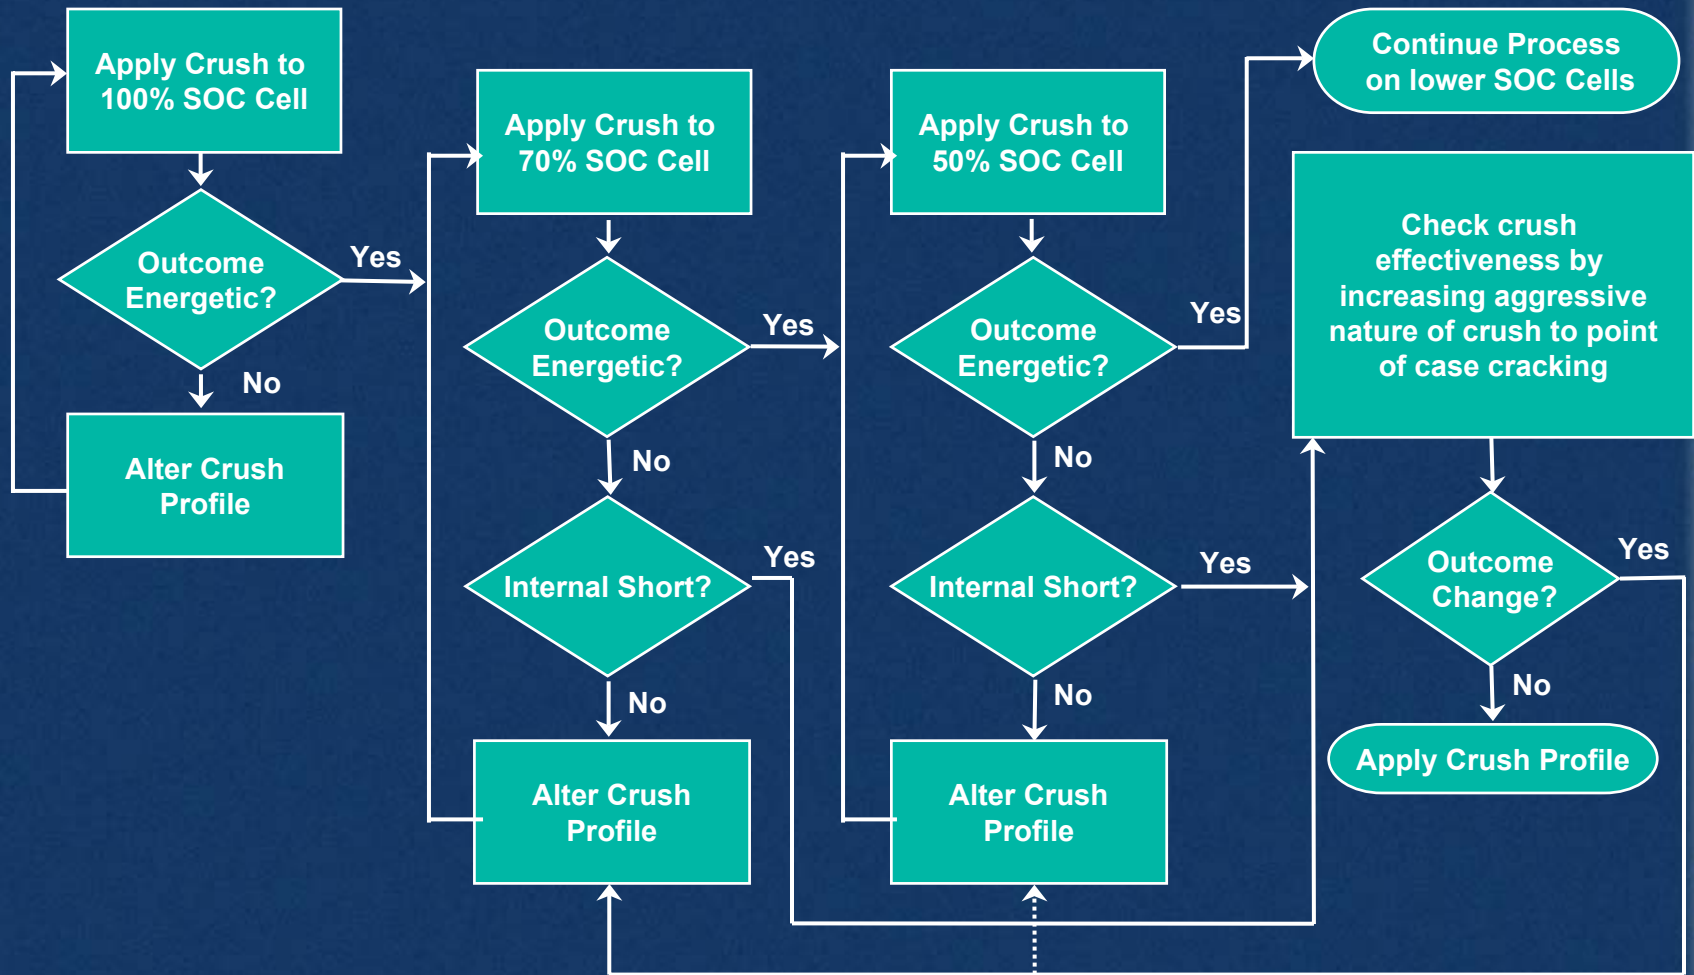 Apply Crush to
100% SOC Cell
Outcome
Energetic?
Yes
No
Alter Crush
Profile
Apply Crush to
70% SOC Cell
Outcome
Energetic?
Yes
No
Internal Short?
Yes
No
Alter Crush
Profile
Apply Crush to
50% SOC Cell
Outcome
Energetic?
Yes
No
Internal Short?
Yes
No
Alter Crush
Profile
Continue Process
on lower SOC Cells
Check crush
effectiveness by
increasing aggressive
nature of crush to point
of case cracking
Outcome
Change?
Yes
No
Apply Crush Profile